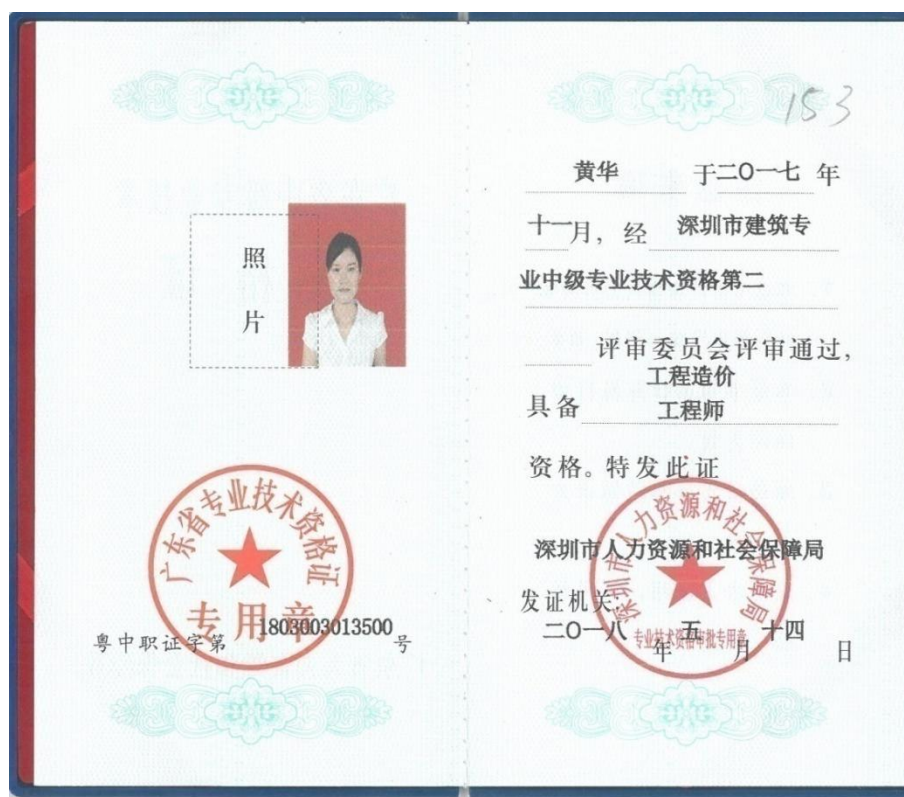 照
片
广东省专业技术资格证
专用章
粤中职证字第 1803003013500 号
153
黄华 于二〇一七 年
十一月，经 深圳市建筑专
业中级专业技术资格第二
评审委员会评审通过，
工程造价
具备 工程师
资格。特发此证
深圳市人力资源和社会保障局
深圳市人力资源和社会保障局
发证机关：
二〇一八 年 五 月 十四 日
专业技术资格审批专用章